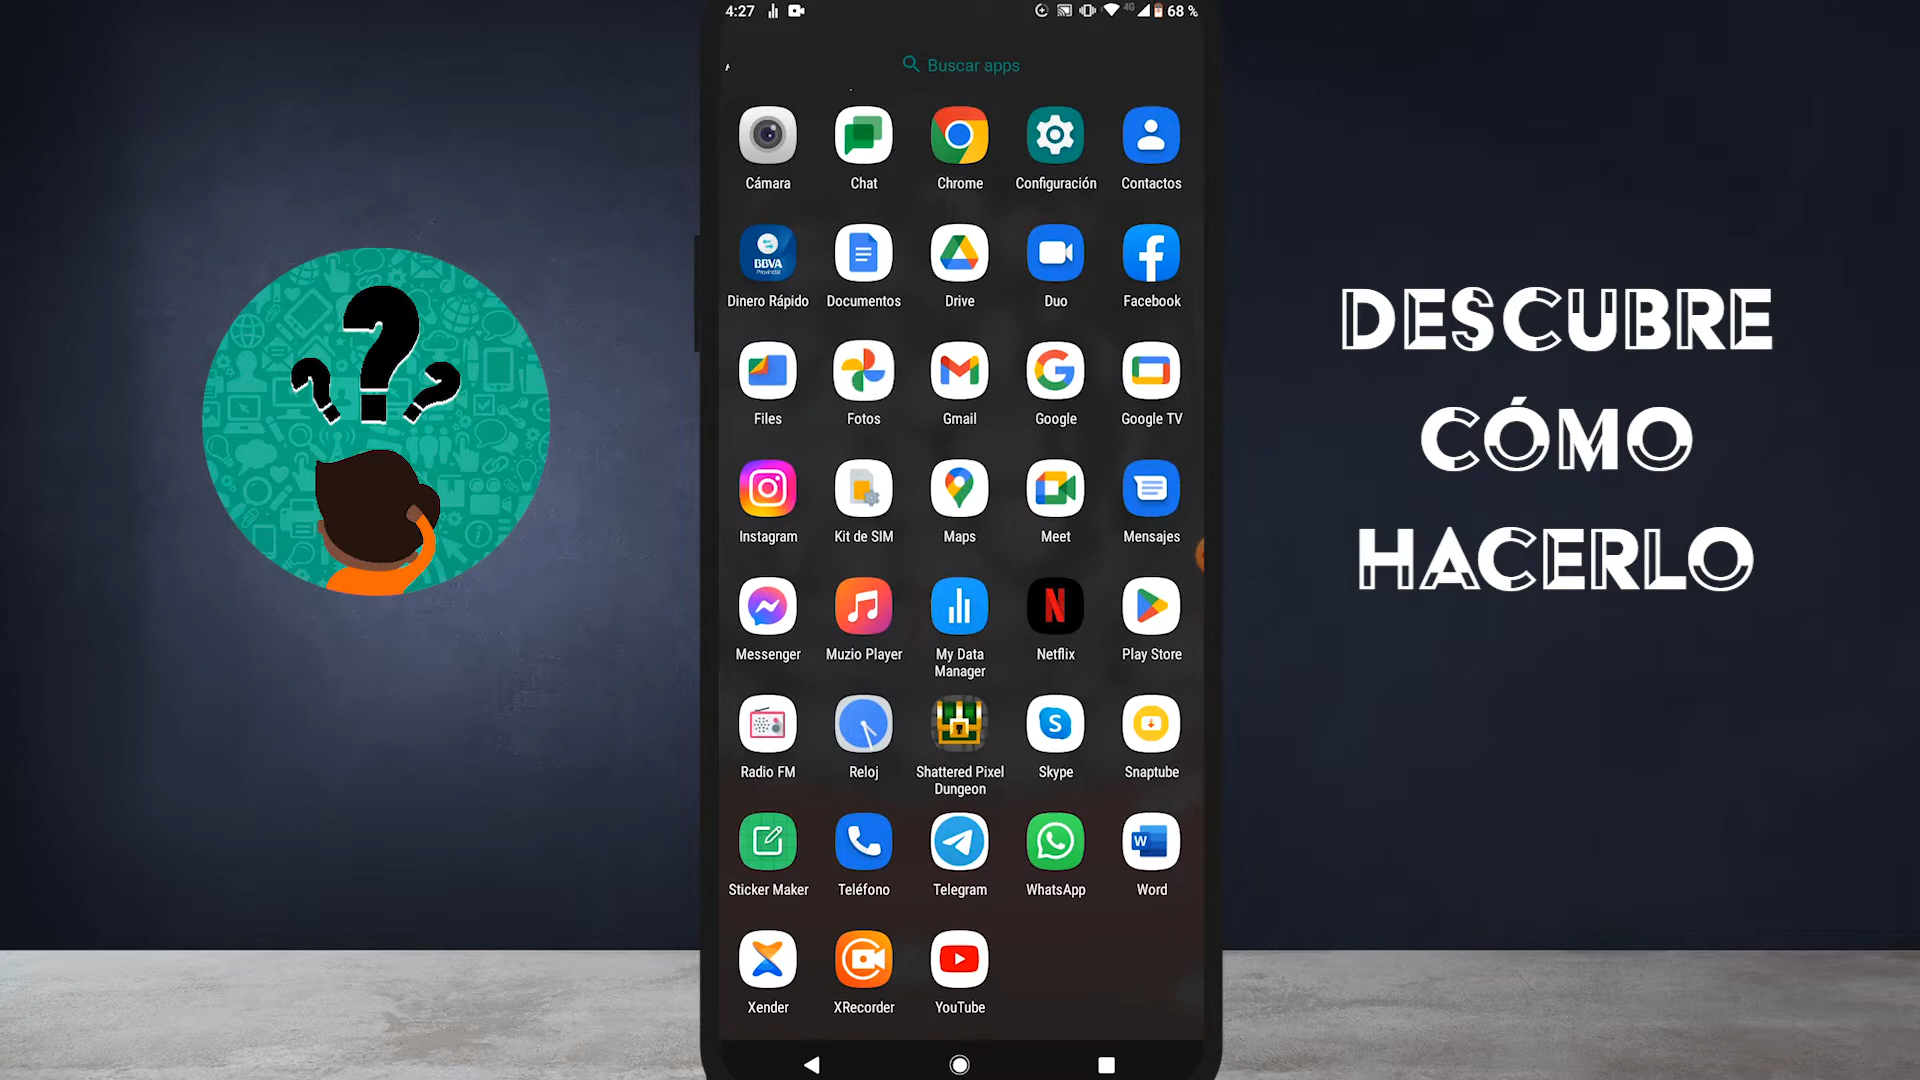 4:27
4G 68 %
Buscar apps
Cámara Chat Chrome Configuración Contactos
BBVA
Provincial
Dinero Rápido Documentos Drive Duo Facebook
Files Fotos Gmail Google Google TV
Instagram Kit de SIM Maps Meet Mensajes
Messenger Muzio Player My Data Manager Netflix Play Store
Radio FM Reloj Shattered Pixel Dungeon Skype Snaptube
Sticker Maker Teléfono Telegram WhatsApp Word
Xender XRecorder YouTube
DESCUBRE
CÓMO
HACERLO